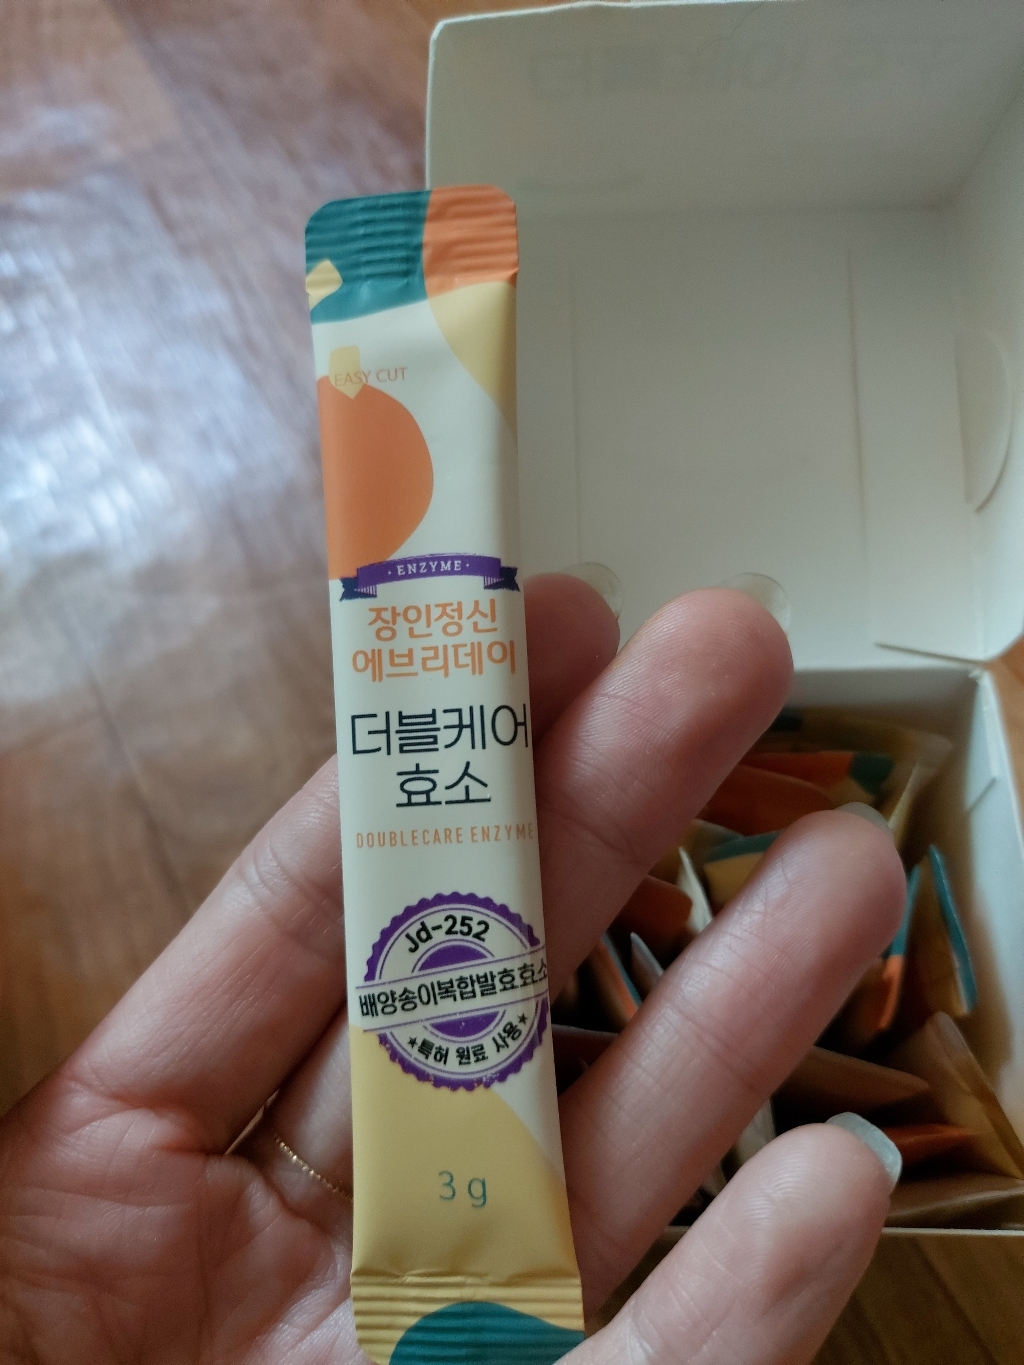 EASY CUT
· ENZYME ·
장인정신
에브리데이
더블케어
효소
DOUBLECARE ENZYME
Jd-252
배양송이복합발효효소
★특허 원료 사용★
3g